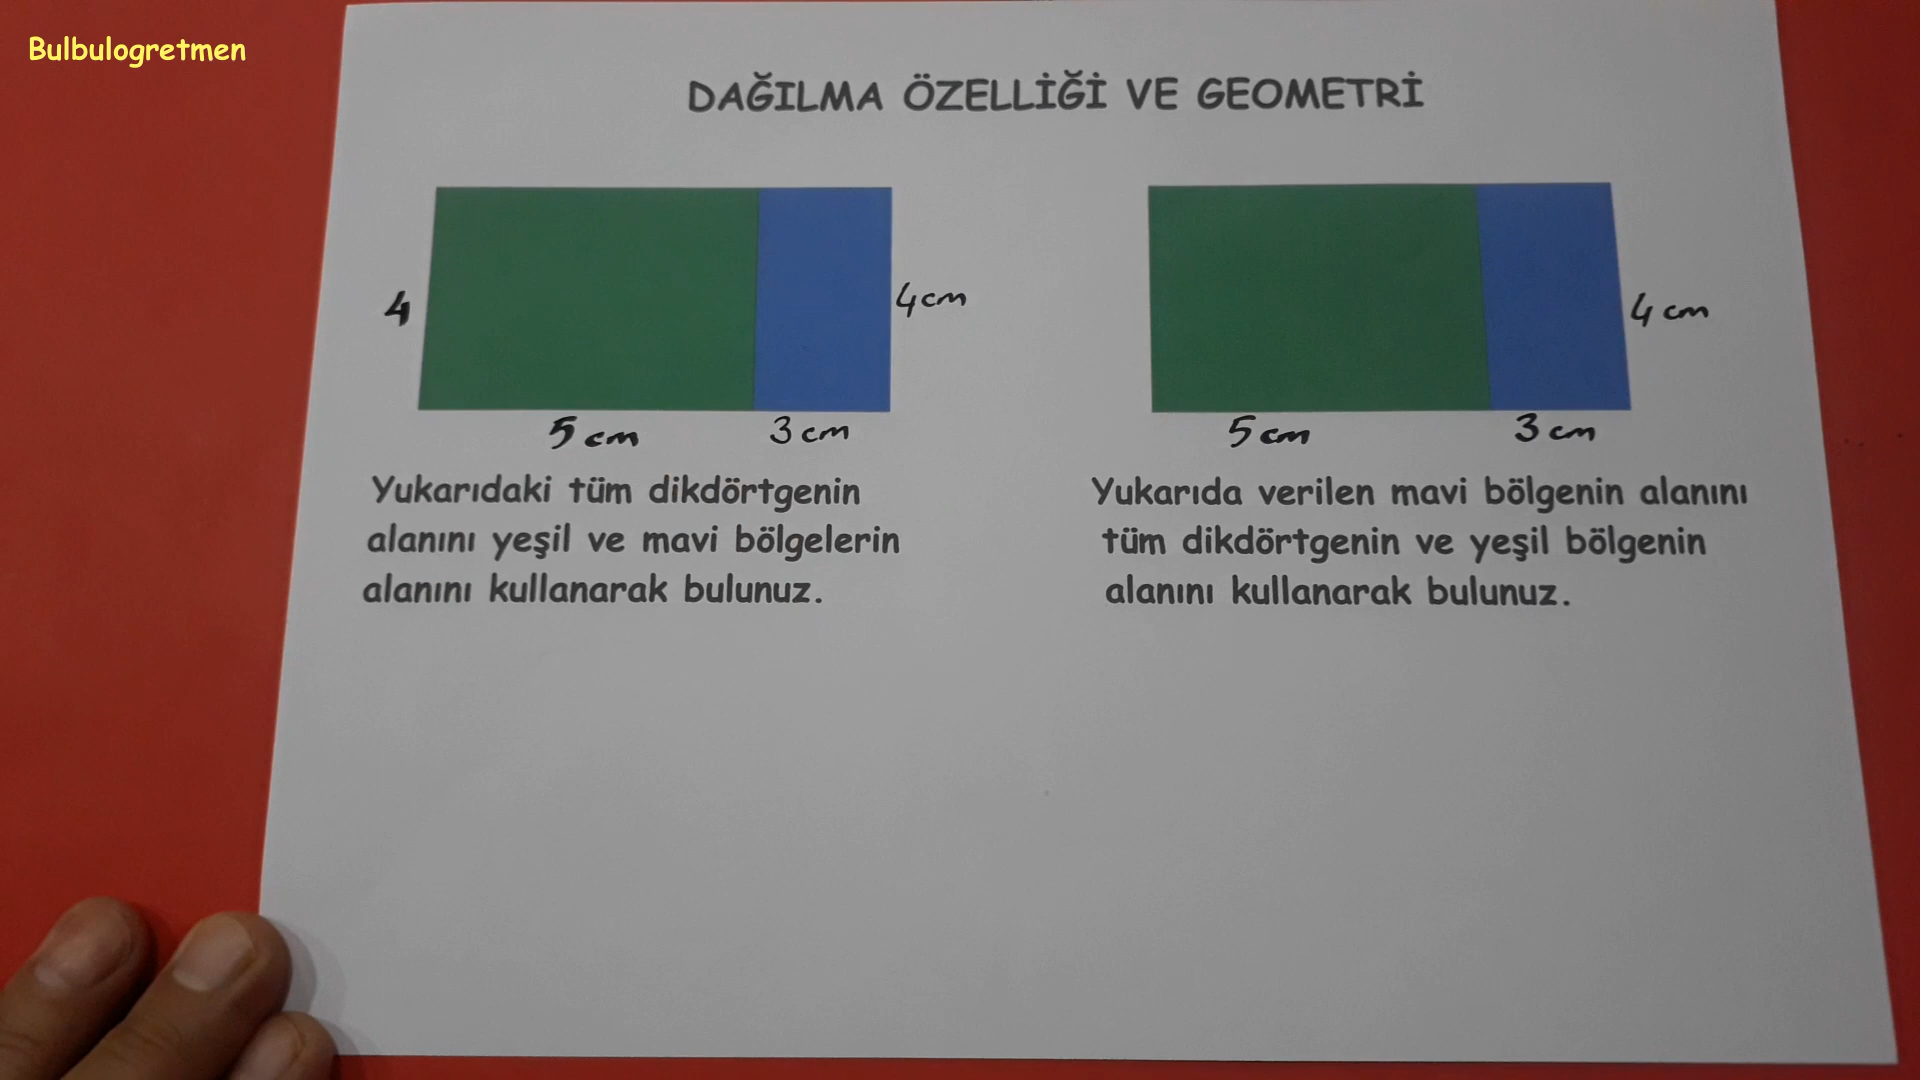 Bulbulogretmen
DAĞILMA ÖZELLİĞİ VE GEOMETRİ
4
4cm
5 cm
3 cm
Yukarıdaki tüm dikdörtgenin
alanını yeşil ve mavi bölgelerin
alanını kullanarak bulunuz.
4 cm
5 cm
3 cm
Yukarıda verilen mavi bölgenin alanını
tüm dikdörtgenin ve yeşil bölgenin
alanını kullanarak bulunuz.